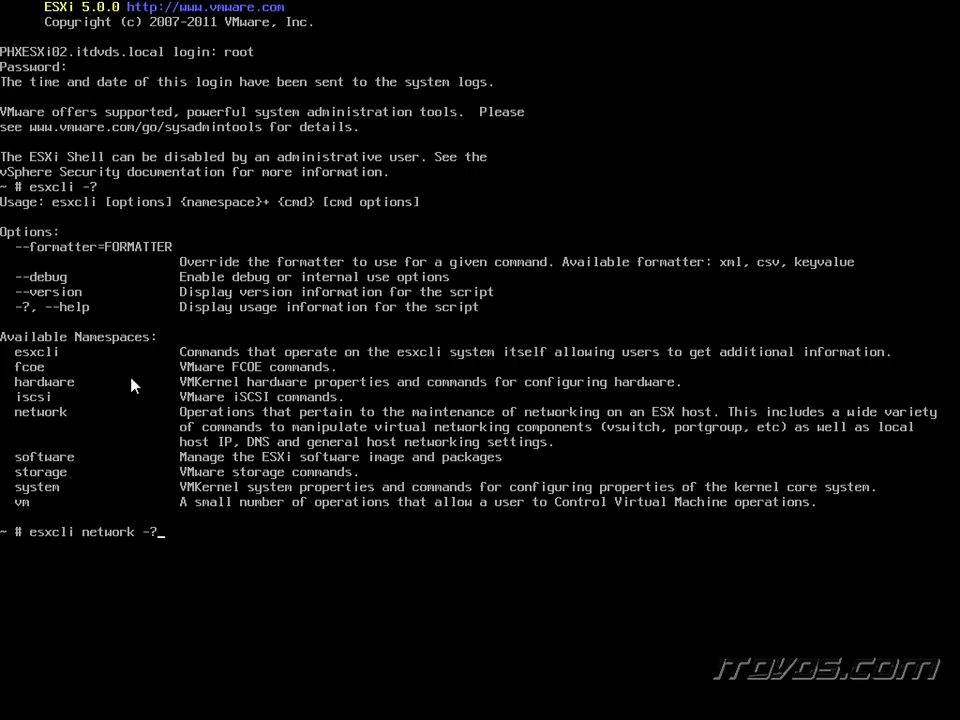 ESXi 5.0.0 http://www.vmware.com
Copyright (c) 2007-2011 VMware, Inc.
PHXESXi02.itdvds.local login: root
Password:
The time and date of this login have been sent to the system logs.
VMware offers supported, powerful system administration tools.  Please
see www.vmware.com/go/sysadmintools for details.
The ESXi Shell can be disabled by an administrative user. See the
vSphere Security documentation for more information.
~ # esxcli -?
Usage: esxcli [options] {namespace}+ {cmd} [cmd options]
Options:
--formatter=FORMATTER
Override the formatter to use for a given command. Available formatter: xml, csv, keyvalue
--debug Enable debug or internal use options
--version Display version information for the script
-?, --help Display usage information for the script
Available Namespaces:
esxcli Commands that operate on the esxcli system itself allowing users to get additional information.
fcoe VMware FCOE commands.
hardware VMKernel hardware properties and commands for configuring hardware.
iscsi VMware iSCSI commands.
network Operations that pertain to the maintenance of networking on an ESX host. This includes a wide variety
of commands to manipulate virtual networking components (vswitch, portgroup, etc) as well as local
host IP, DNS and general host networking settings.
software Manage the ESXi software image and packages
storage VMware storage commands.
system VMKernel system properties and commands for configuring properties of the kernel core system.
vm A small number of operations that allow a user to Control Virtual Machine operations.
~ # esxcli network -?_
ITDVDS.COM